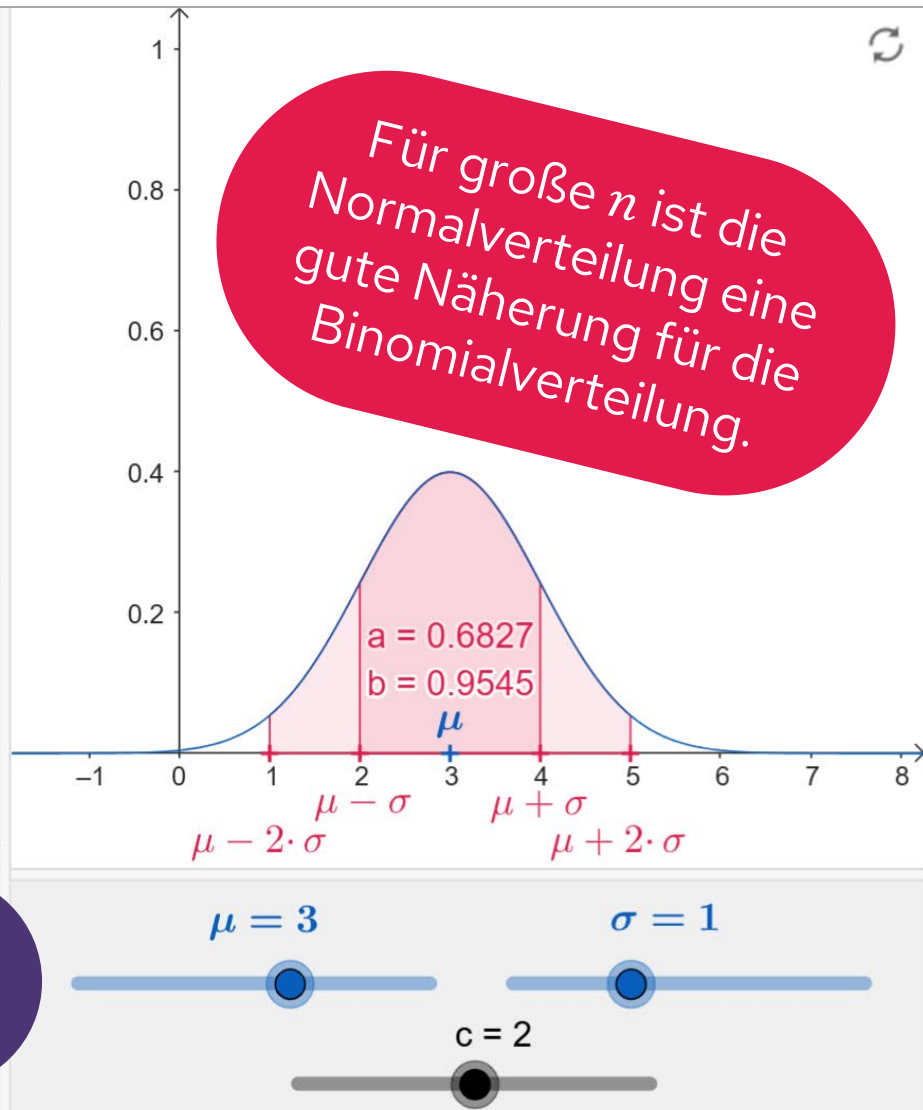 1
Für große n ist die
Normalverteilung eine
gute Näherung für die
Binomialverteilung.
0.8
0.6
0.4
0.2
a = 0.6827
b = 0.9545
μ
–1 0 1 2 3 4 5 6 7 8
μ − σ μ + σ
μ − 2· σ μ + 2· σ
μ = 3 σ = 1
c = 2